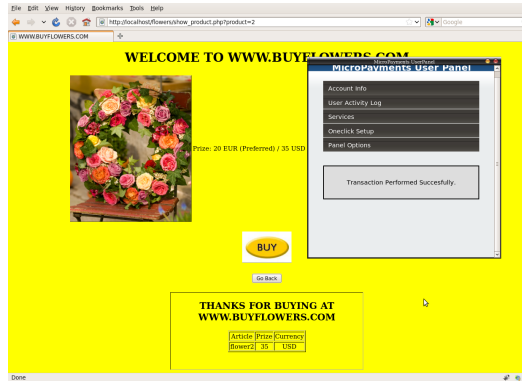 File Edit View History Bookmarks Tools Help
http://localhost/flowers/show_product.php?product=2
Google
WWW.BUYFLOWERS.COM
WELCOME TO WWW.BUYFLOWERS.COM
MicroPayments UserPanel
MicroPayments User Panel
Account Info
User Activity Log
Services
Oneclick Setup
Panel Options
Transaction Performed Succesfully.
Prize: 20 EUR (Preferred) / 35 USD
BUY
Go Back
THANKS FOR BUYING AT
WWW.BUYFLOWERS.COM
Article Prize Currency
flower2 35 USD
Done